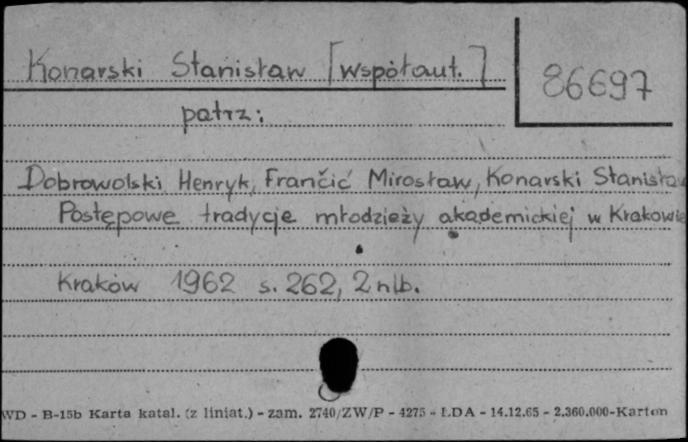 Konarski Stanisław [współaut.]
86697
patrz:
Dobrowolski Henryk, Frančić Mirosław, Konarski Stanisław
Postępowe tradycje młodzieży akademickiej w Krakowie
Kraków 1962 s. 262, 2 nlb.
WD - B-15b Karta katal. (z liniat.) - zam. 2740/ZW/P - 4275 - LDA - 14.12.65 - 2.360.000-Karton